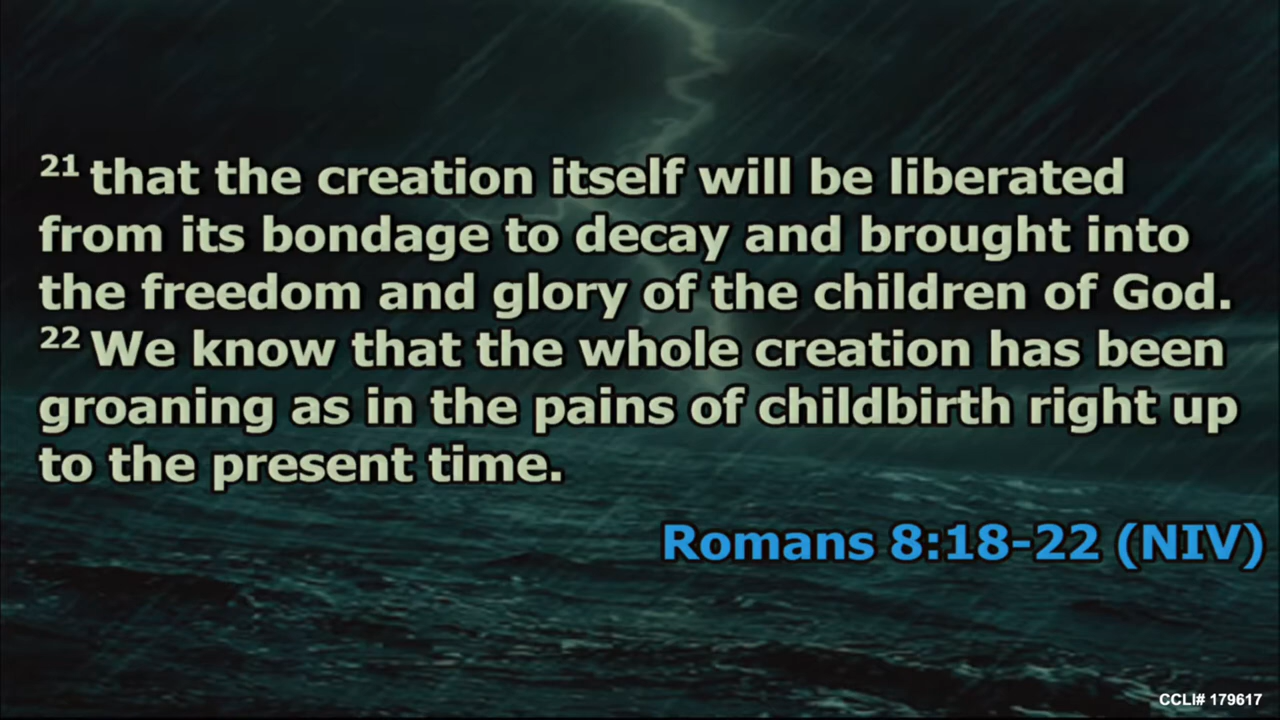 21 that the creation itself will be liberated
from its bondage to decay and brought into
the freedom and glory of the children of God.
22 We know that the whole creation has been
groaning as in the pains of childbirth right up
to the present time.
Romans 8:18-22 (NIV)
CCLI# 179617